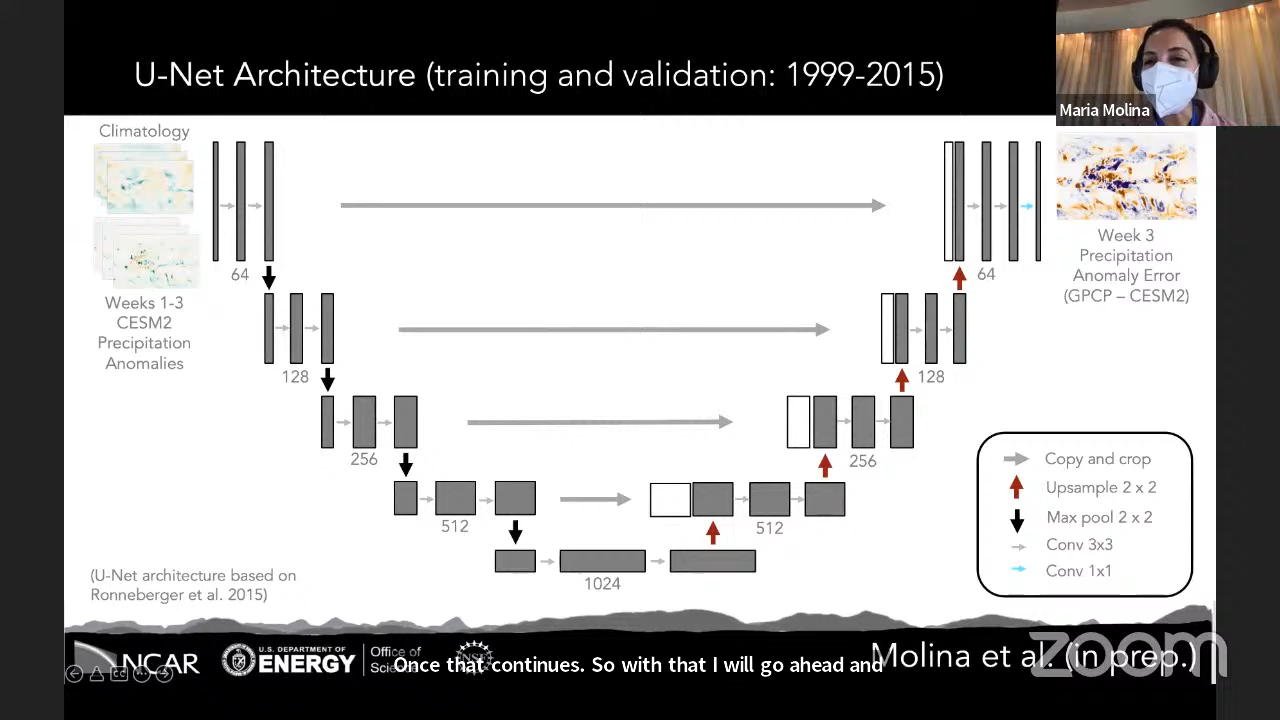 U-Net Architecture (training and validation: 1999-2015)
Maria Molina
Climatology
Weeks 1-3
CESM2
Precipitation
Anomalies
64
128
256
512
1024
512
256
128
64
Week 3
Precipitation
Anomaly Error
(GPCP – CESM2)
Copy and crop
Upsample 2 x 2
Max pool 2 x 2
Conv 3x3
Conv 1x1
(U-Net architecture based on
Ronneberger et al. 2015)
NCAR
U.S. DEPARTMENT OF
ENERGY
Office of
Science
NSF
Once that continues. So with that I will go ahead and
Molina et al. (in prep.)
zoom